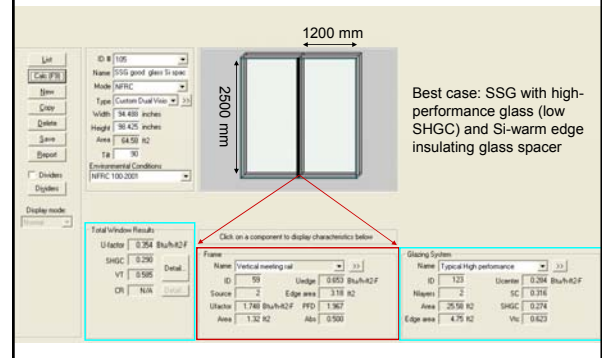 1200 mm
2500 mm
Best case: SSG with high-
performance glass (low
SHGC) and Si-warm edge
insulating glass spacer
List
Calc (F9)
New
Copy
Delete
Save
Report
Dividers
Dividers
Display mode:
Normal
ID # 105
Name SSG good glass Si spac
Mode NFRC
Type Custom Dual Visio >>
Width 94.488 inches
Height 98.425 inches
Area 64.58 ft2
Tilt 90
Environmental Conditions
NFRC 100-2001
Total Window Results
U-factor 0.354 Btu/h-ft2-F
SHGC 0.290
VT 0.585 Detail...
CR N/A Detail...
Click on a component to display characteristics below
Frame
Name Vertical meeting rail >>
ID 59 Uedge 0.653 Btu/h-ft2-F
Source 2 Edge area 3.18 ft2
Ufactor 1.748 Btu/h-ft2-F PFD 1.967
Area 1.32 ft2 Abs 0.500
Glazing System
Name Typical High performance >>
ID 123 Ucenter 0.284 Btu/h-ft2-F
Nlayers 2 SC 0.316
Area 25.58 ft2 SHGC 0.274
Edge area 4.75 ft2 Vtc 0.623